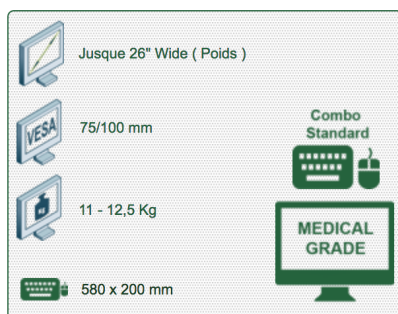 Jusque 26" Wide ( Poids )
VESA
75/100 mm
Combo
Standard
KG
11 - 12,5 Kg
MEDICAL
GRADE
580 x 200 mm